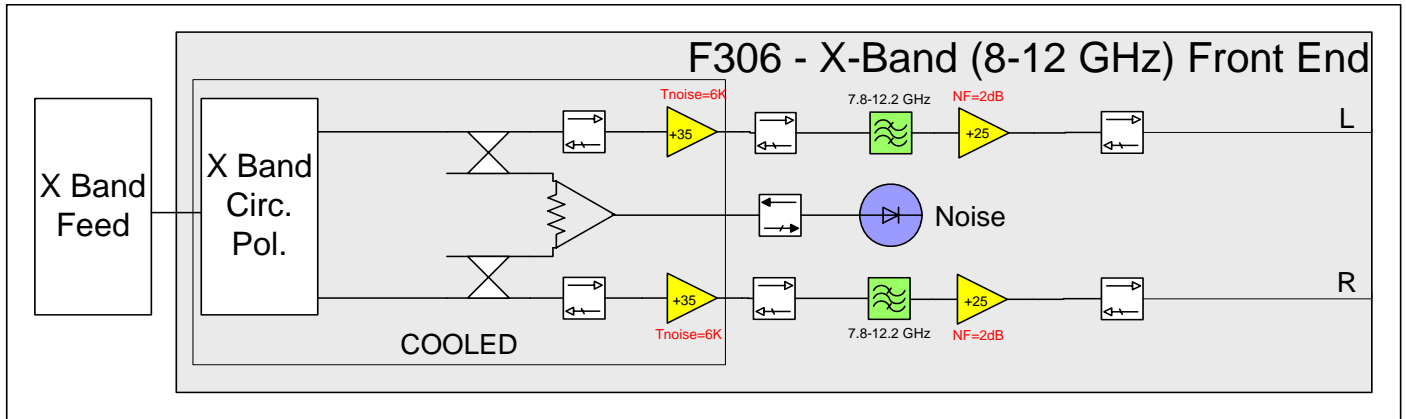 F306 - X-Band (8-12 GHz) Front End
Tnoise=6K
7.8-12.2 GHz
NF=2dB
+35
+25
L
X Band
Feed
X Band
Circ.
Pol.
Noise
+35
+25
R
Tnoise=6K
7.8-12.2 GHz
NF=2dB
COOLED